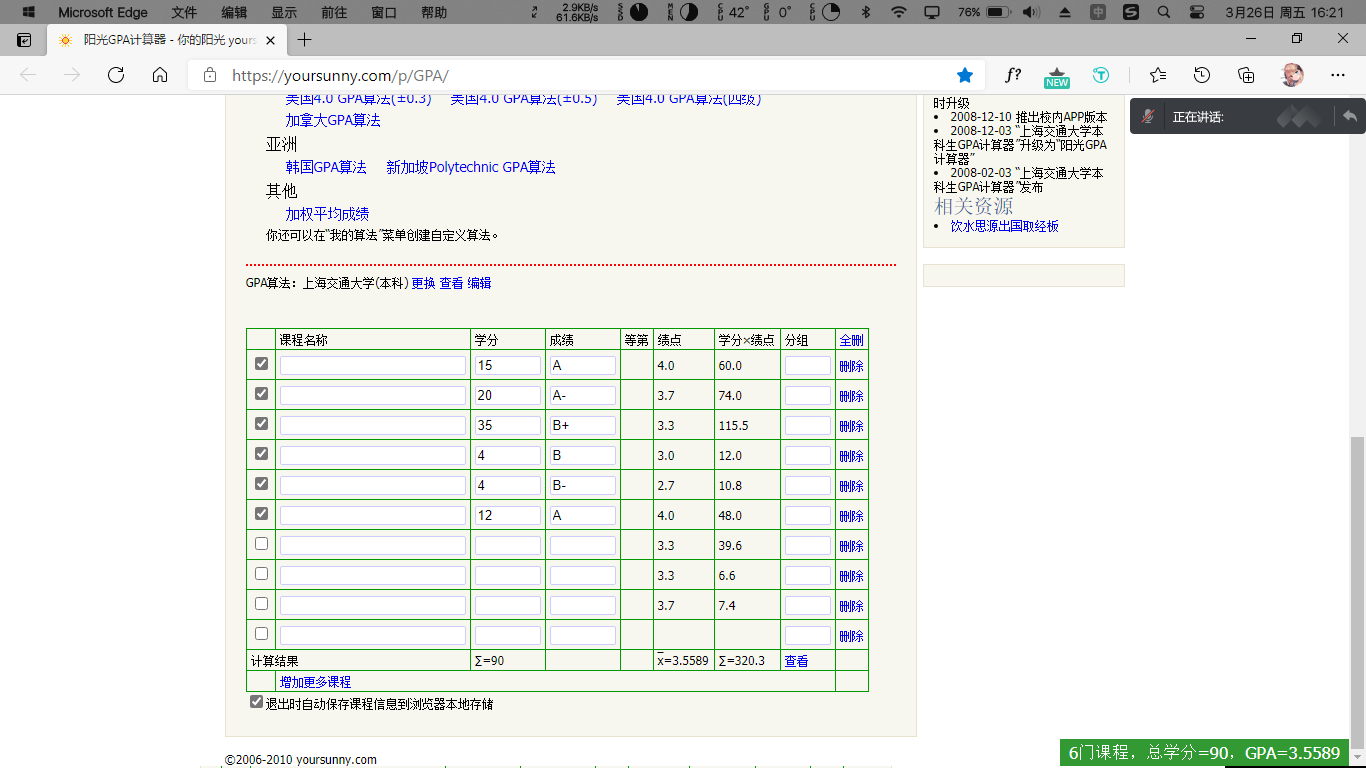 Microsoft Edge 文件 编辑 显示 前往 窗口 帮助 2.9KB/s 61.6KB/s SSD MEM CPU 42° GPU 0° 76% 中 S 3月26日 周五 16:21
阳光GPA计算器 - 你的阳光 yours
https://yoursunny.com/p/GPA/ f? NEW
美国4.0 GPA算法(±0.3) 美国4.0 GPA算法(±0.5) 美国4.0 GPA算法(四级)
加拿大GPA算法
亚洲
韩国GPA算法 新加坡Polytechnic GPA算法
其他
加权平均成绩
你还可以在“我的算法”菜单创建自定义算法。
GPA算法：上海交通大学(本科) 更换 查看 编辑
课程名称 学分 成绩 等第 绩点 学分×绩点 分组 全删
15 A 4.0 60.0 删除
20 A- 3.7 74.0 删除
35 B+ 3.3 115.5 删除
4 B 3.0 12.0 删除
4 B- 2.7 10.8 删除
12 A 4.0 48.0 删除
3.3 39.6 删除
3.3 6.6 删除
3.7 7.4 删除
删除
计算结果 Σ=90 x̅=3.5589 Σ=320.3 查看
增加更多课程
退出时自动保存课程信息到浏览器本地存储
©2006-2010 yoursunny.com
时升级
• 2008-12-10 推出校内APP版本
• 2008-12-03 “上海交通大学本
科生GPA计算器”升级为“阳光GPA
计算器”
• 2008-02-03 “上海交通大学本
科生GPA计算器”发布
相关资源
• 饮水思源出国取经板
正在讲话:
6门课程，总学分=90，GPA=3.5589